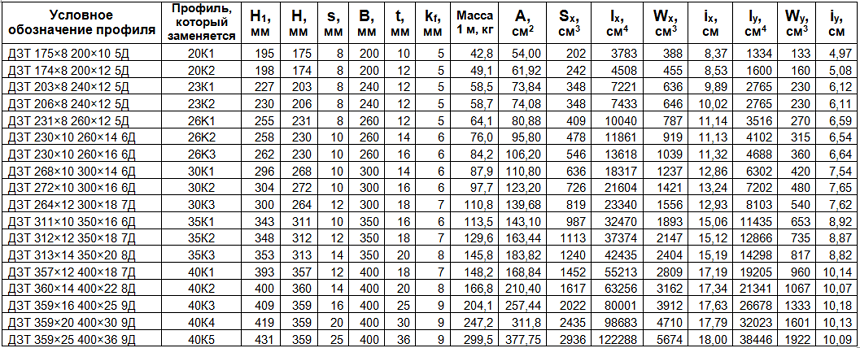 Условное обозначение профиля | Профиль, который заменяется | H₁, мм | H, мм | s, мм | B, мм | t, мм | kf, мм | Масса 1 м, кг | A, см² | Sx, см³ | Ix, см⁴ | Wx, см³ | ix, см | Iy, см⁴ | Wy, см³ | iy, см
ДЗТ 175×8 200×10 5Д 20К1 195 175 8 200 10 5 42,8 54,00 202 3783 388 8,37 1334 133 4,97
ДЗТ 174×8 200×12 5Д 20К2 198 174 8 200 12 5 49,1 61,92 242 4508 455 8,53 1600 160 5,08
ДЗТ 203×8 240×12 5Д 23К1 227 203 8 240 12 5 58,5 73,84 348 7221 636 9,89 2765 230 6,12
ДЗТ 206×8 240×12 5Д 23К2 230 206 8 240 12 5 58,7 74,08 348 7433 646 10,02 2765 230 6,11
ДЗТ 231×8 260×12 5Д 26К1 255 231 8 260 12 5 64,1 80,88 409 10040 787 11,14 3516 270 6,59
ДЗТ 230×10 260×14 6Д 26К2 258 230 10 260 14 6 76,0 95,80 478 11861 919 11,13 4102 315 6,54
ДЗТ 230×10 260×16 6Д 26К3 262 230 10 260 16 6 84,2 106,20 546 13618 1039 11,32 4688 360 6,64
ДЗТ 268×10 300×14 6Д 30К1 296 268 10 300 14 6 87,9 110,80 636 18317 1237 12,86 6302 420 7,54
ДЗТ 272×10 300×16 6Д 30К2 304 272 10 300 16 6 97,7 123,20 726 21604 1421 13,24 7202 480 7,65
ДЗТ 264×12 300×18 7Д 30К3 300 264 12 300 18 7 110,8 139,68 819 23340 1556 12,93 8103 540 7,62
ДЗТ 311×10 350×16 6Д 35К1 343 311 10 350 16 6 113,5 143,10 987 32470 1893 15,06 11435 653 8,92
ДЗТ 312×12 350×18 7Д 35К2 348 312 12 350 18 7 129,6 163,44 1113 37374 2147 15,12 12866 735 8,87
ДЗТ 313×14 350×20 8Д 35К3 353 313 14 350 20 8 145,8 183,82 1240 42435 2404 15,19 14298 817 8,82
ДЗТ 357×12 400×18 7Д 40К1 393 357 12 400 18 7 148,2 168,84 1452 55213 2809 17,19 19205 960 10,14
ДЗТ 360×14 400×22 8Д 40К2 400 360 14 400 20 8 166,8 210,40 1617 63256 3162 17,34 21341 1067 10,07
ДЗТ 359×16 400×25 9Д 40К3 409 359 16 400 25 9 204,1 257,44 2022 80001 3912 17,63 26678 1333 10,18
ДЗТ 359×20 400×30 9Д 40К4 419 359 20 400 30 9 247,2 311,8 2435 98683 4710 17,79 32023 1601 10,13
ДЗТ 359×25 400×36 9Д 40К5 431 359 25 400 36 9 299,5 377,75 2936 122288 5674 18,00 38446 1922 10,09